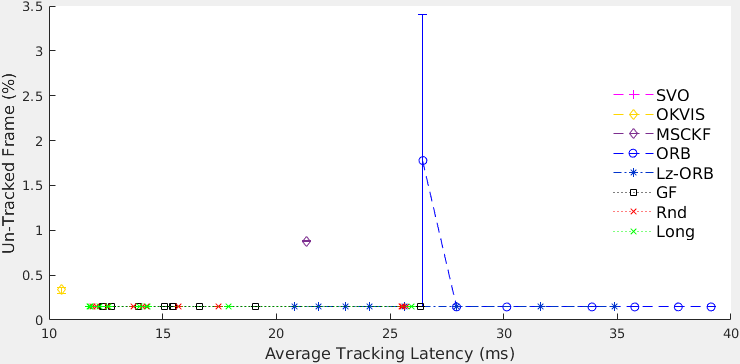 3.5
3
2.5
2
1.5
1
0.5
0
Un-Tracked Frame (%)
SVO
OKVIS
MSCKF
ORB
Lz-ORB
GF
Rnd
Long
10 15 20 25 30 35 40
Average Tracking Latency (ms)